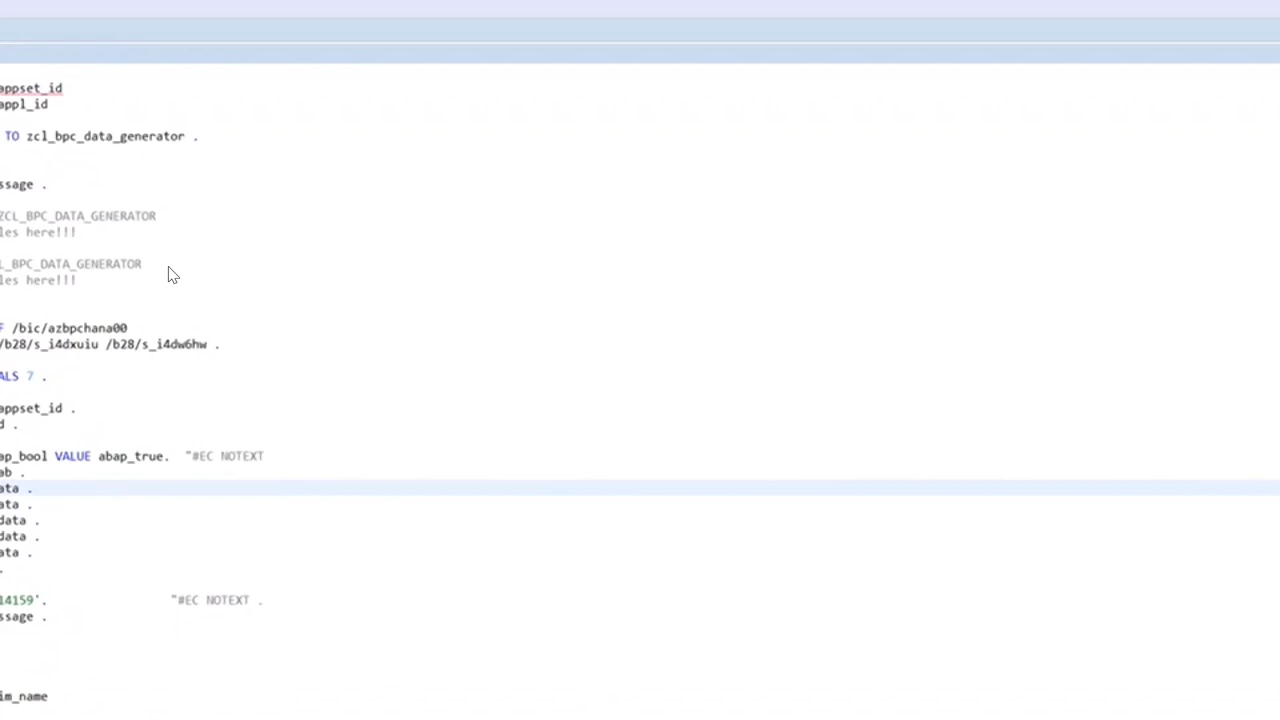 appset_id
appl_id
TO zcl_bpc_data_generator .
ssage .
ZCL_BPC_DATA_GENERATOR
les here!!!
L_BPC_DATA_GENERATOR
les here!!!
F /bic/azbpchana00
/b28/s_i4dxuiu /b28/s_i4dw6hw .
ALS 7 .
appset_id .
d .
ap_bool VALUE abap_true.  "#EC NOTEXT
ab .
ata .
ata .
data .
data .
ata .
.
14159'.  "#EC NOTEXT .
ssage .
im_name